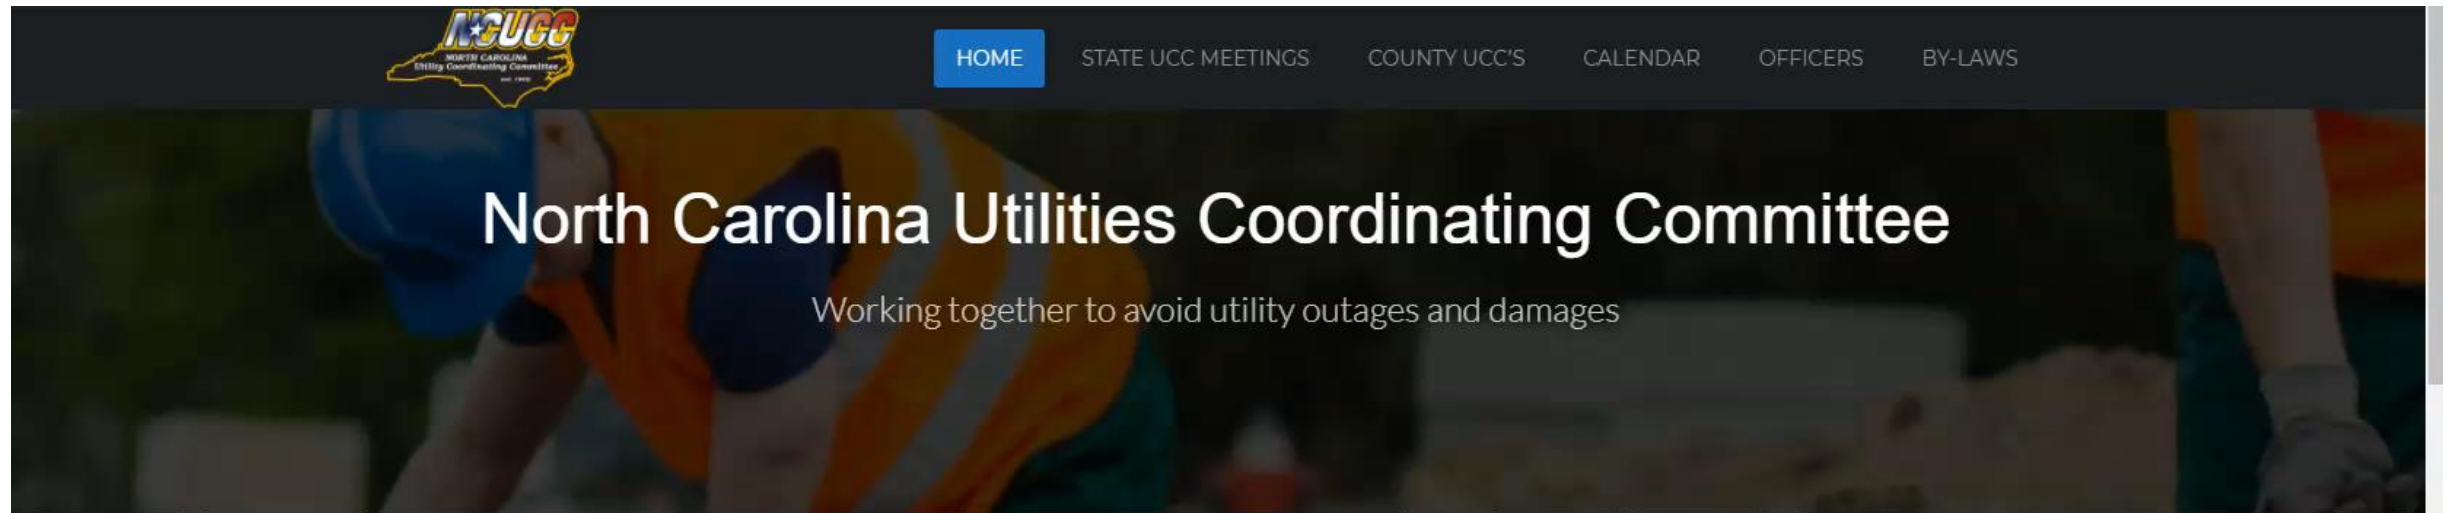 NCUCC
NORTH CAROLINA
Utility Coordinating Committee
HOME STATE UCC MEETINGS COUNTY UCC'S CALENDAR OFFICERS BY-LAWS
North Carolina Utilities Coordinating Committee
Working together to avoid utility outages and damages